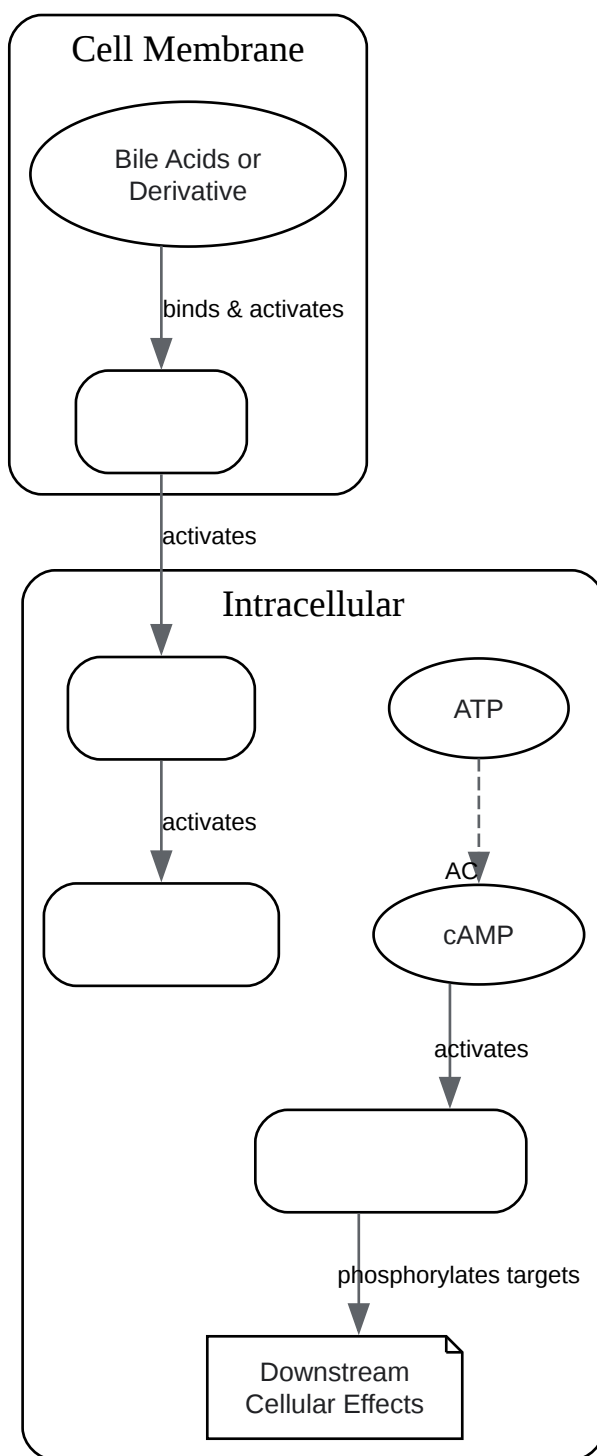 Cell Membrane
Bile Acids or
Derivative
binds & activates
activates
Intracellular
ATP
activates
AC
cAMP
activates
phosphorylates targets
Downstream
Cellular Effects